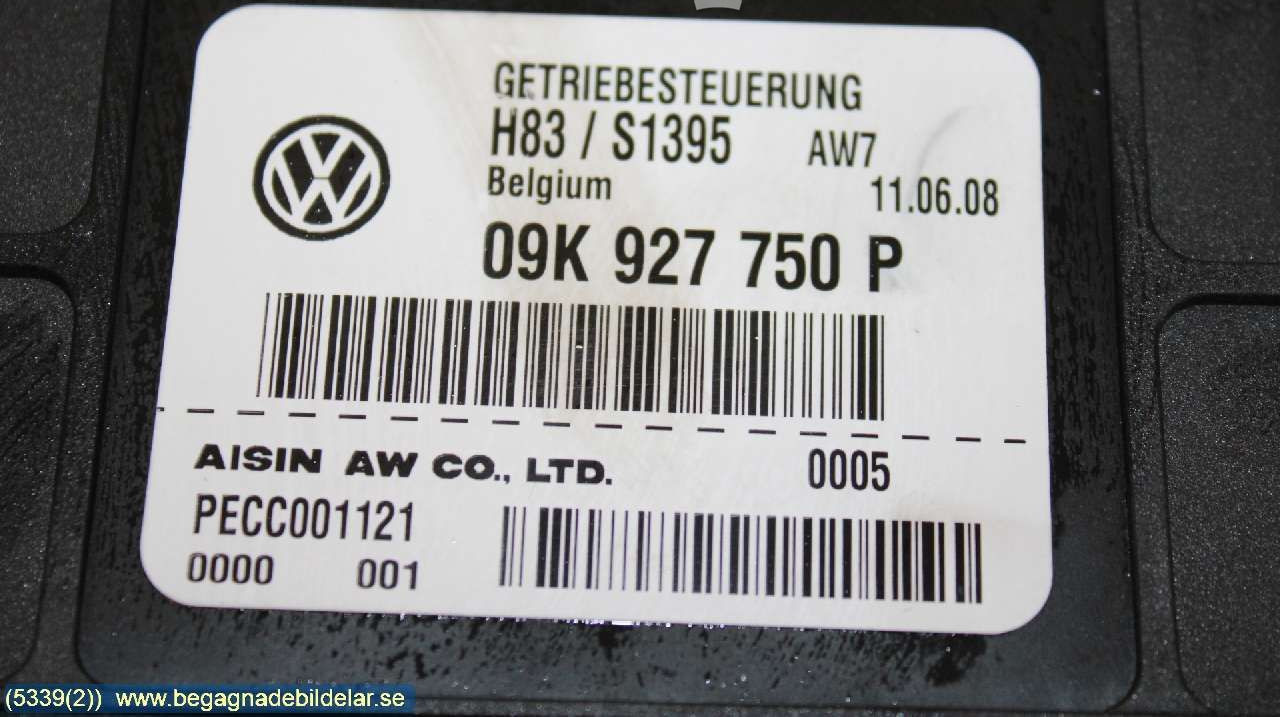 GETRIEBESTEUERUNG
H83 / S1395 AW7
Belgium 11.06.08
09K 927 750 P
AISIN AW CO., LTD. 0005
PECC001121
0000 001
(5339(2)) www.begagnadebildelar.se